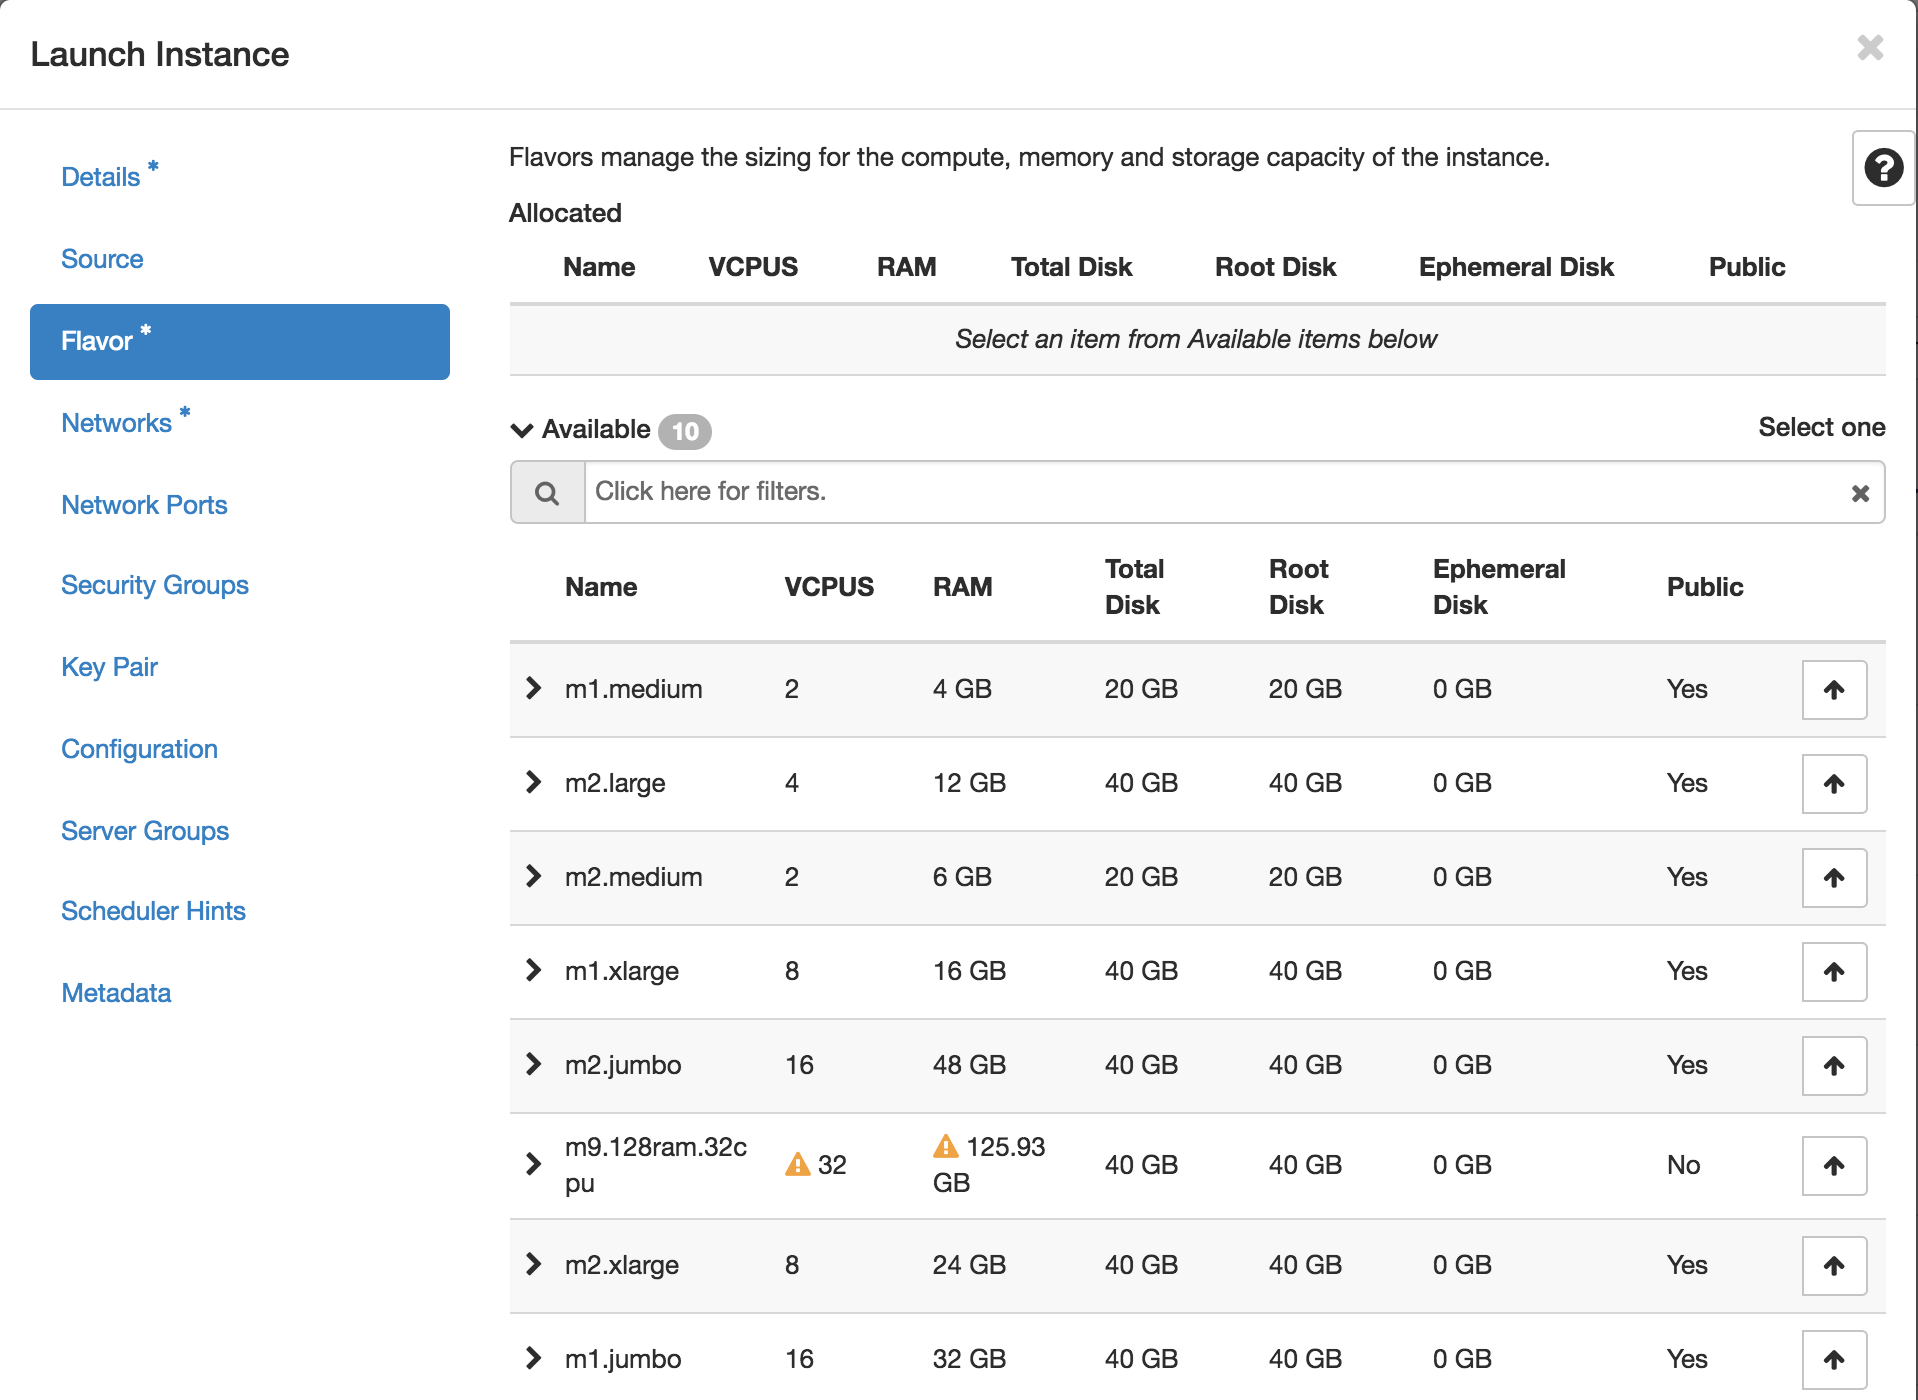 Launch Instance
Details *
Source
Flavor *
Networks *
Network Ports
Security Groups
Key Pair
Configuration
Server Groups
Scheduler Hints
Metadata
Flavors manage the sizing for the compute, memory and storage capacity of the instance.
Allocated
Name VCPUS RAM Total Disk Root Disk Ephemeral Disk Public
Select an item from Available items below
Available 10 Select one
Click here for filters.
Name VCPUS RAM Total Disk Root Disk Ephemeral Disk Public
m1.medium 2 4 GB 20 GB 20 GB 0 GB Yes
m2.large 4 12 GB 40 GB 40 GB 0 GB Yes
m2.medium 2 6 GB 20 GB 20 GB 0 GB Yes
m1.xlarge 8 16 GB 40 GB 40 GB 0 GB Yes
m2.jumbo 16 48 GB 40 GB 40 GB 0 GB Yes
m9.128ram.32cpu 32 125.93 GB 40 GB 40 GB 0 GB No
m2.xlarge 8 24 GB 40 GB 40 GB 0 GB Yes
m1.jumbo 16 32 GB 40 GB 40 GB 0 GB Yes